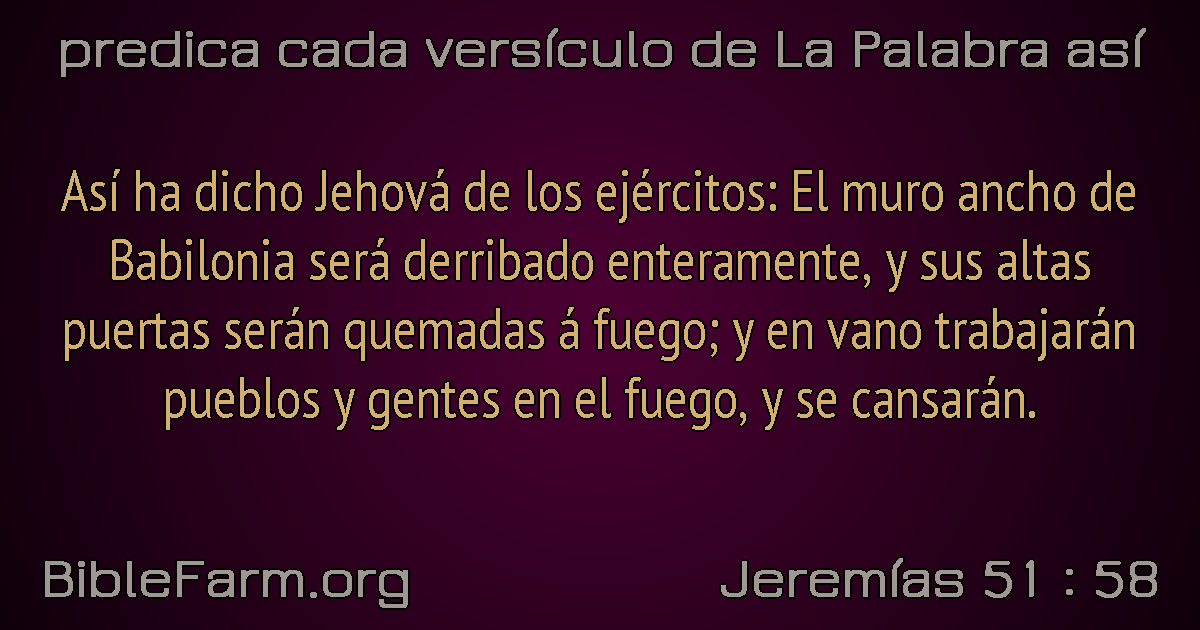 predica cada versículo de La Palabra así
Así ha dicho Jehová de los ejércitos: El muro ancho de
Babilonia será derribado enteramente, y sus altas
puertas serán quemadas á fuego; y en vano trabajarán
pueblos y gentes en el fuego, y se cansarán.
BibleFarm.org
Jeremías 51 : 58